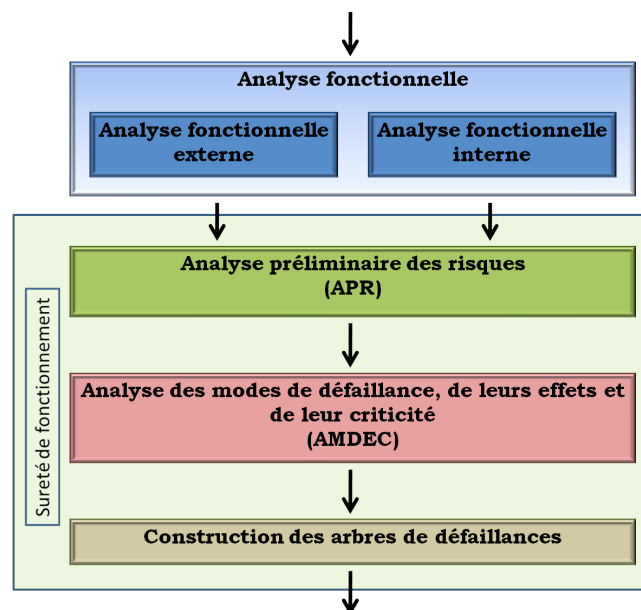 Analyse fonctionnelle
Analyse fonctionnelle
externe
Analyse fonctionnelle
interne
Sureté de fonctionnement
Analyse préliminaire des risques
(APR)
Analyse des modes de défaillance, de leurs effets et
de leur criticité
(AMDEC)
Construction des arbres de défaillances